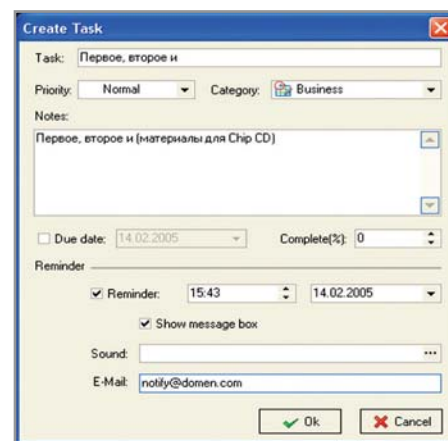 Create Task
Task: Первое, второе и
Priority: Normal Category: Business
Notes:
Первое, второе и (материалы для Chip CD)
Due date: 14.02.2005 Complete(%): 0
Reminder
Reminder: 15:43 14.02.2005
Show message box
Sound: ...
E-Mail: notify@domen.com
Ok Cancel